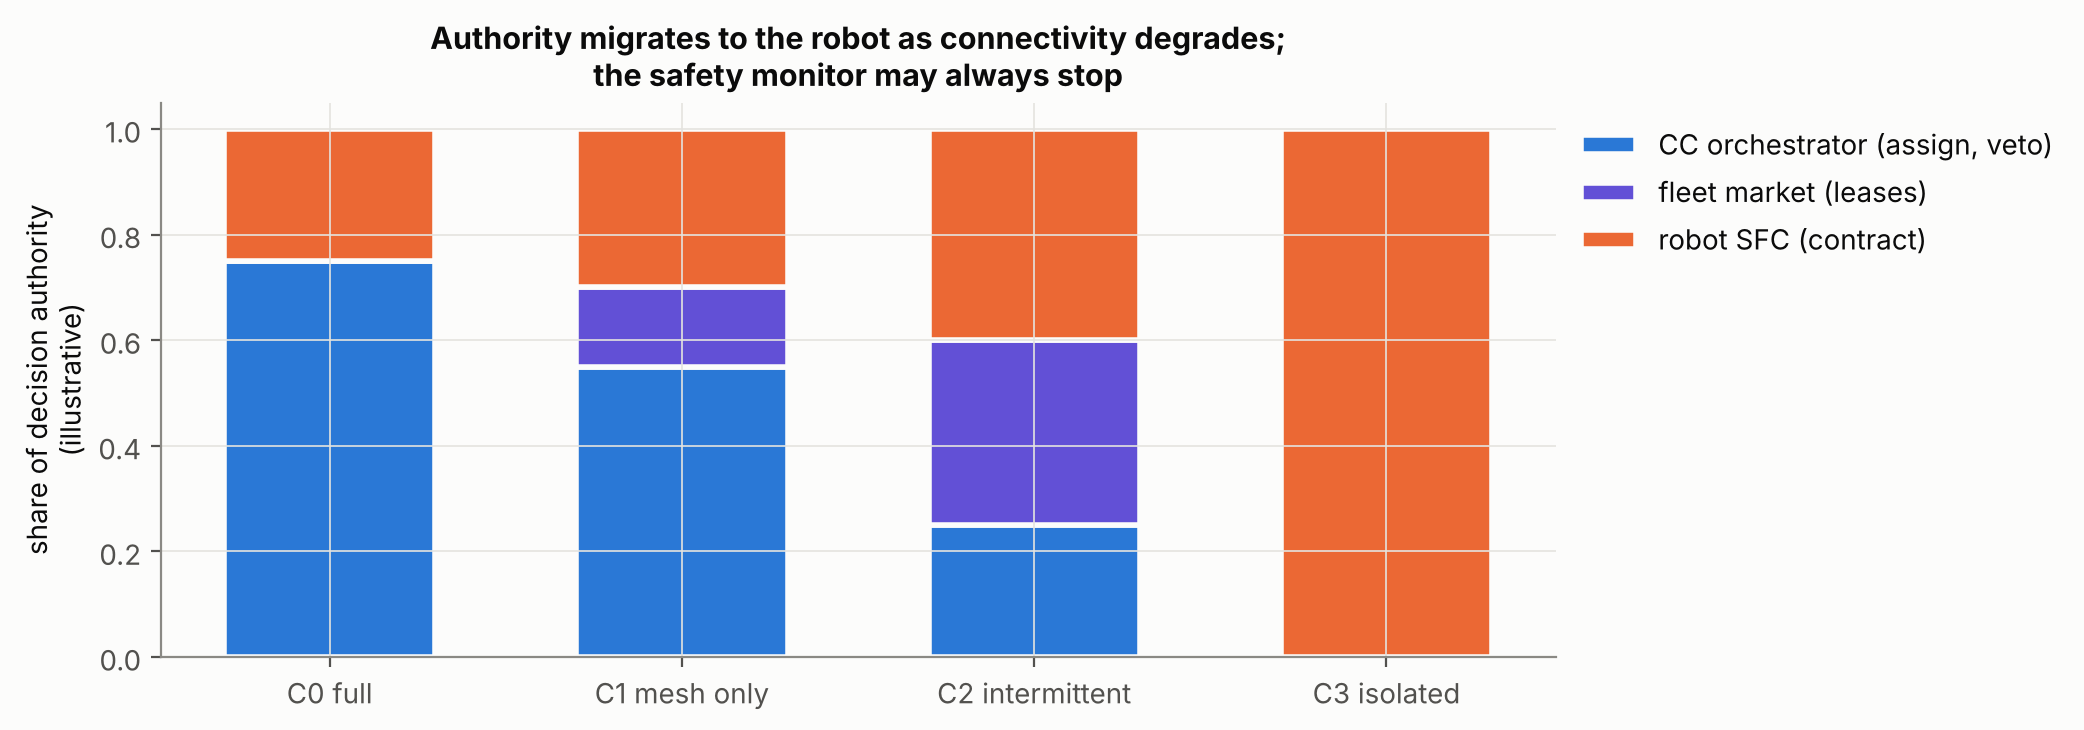 Authority migrates to the robot as connectivity degrades;
the safety monitor may always stop
share of decision authority
(illustrative)
1.0
0.8
0.6
0.4
0.2
0.0
C0 full
C1 mesh only
C2 intermittent
C3 isolated
CC orchestrator (assign, veto)
fleet market (leases)
robot SFC (contract)